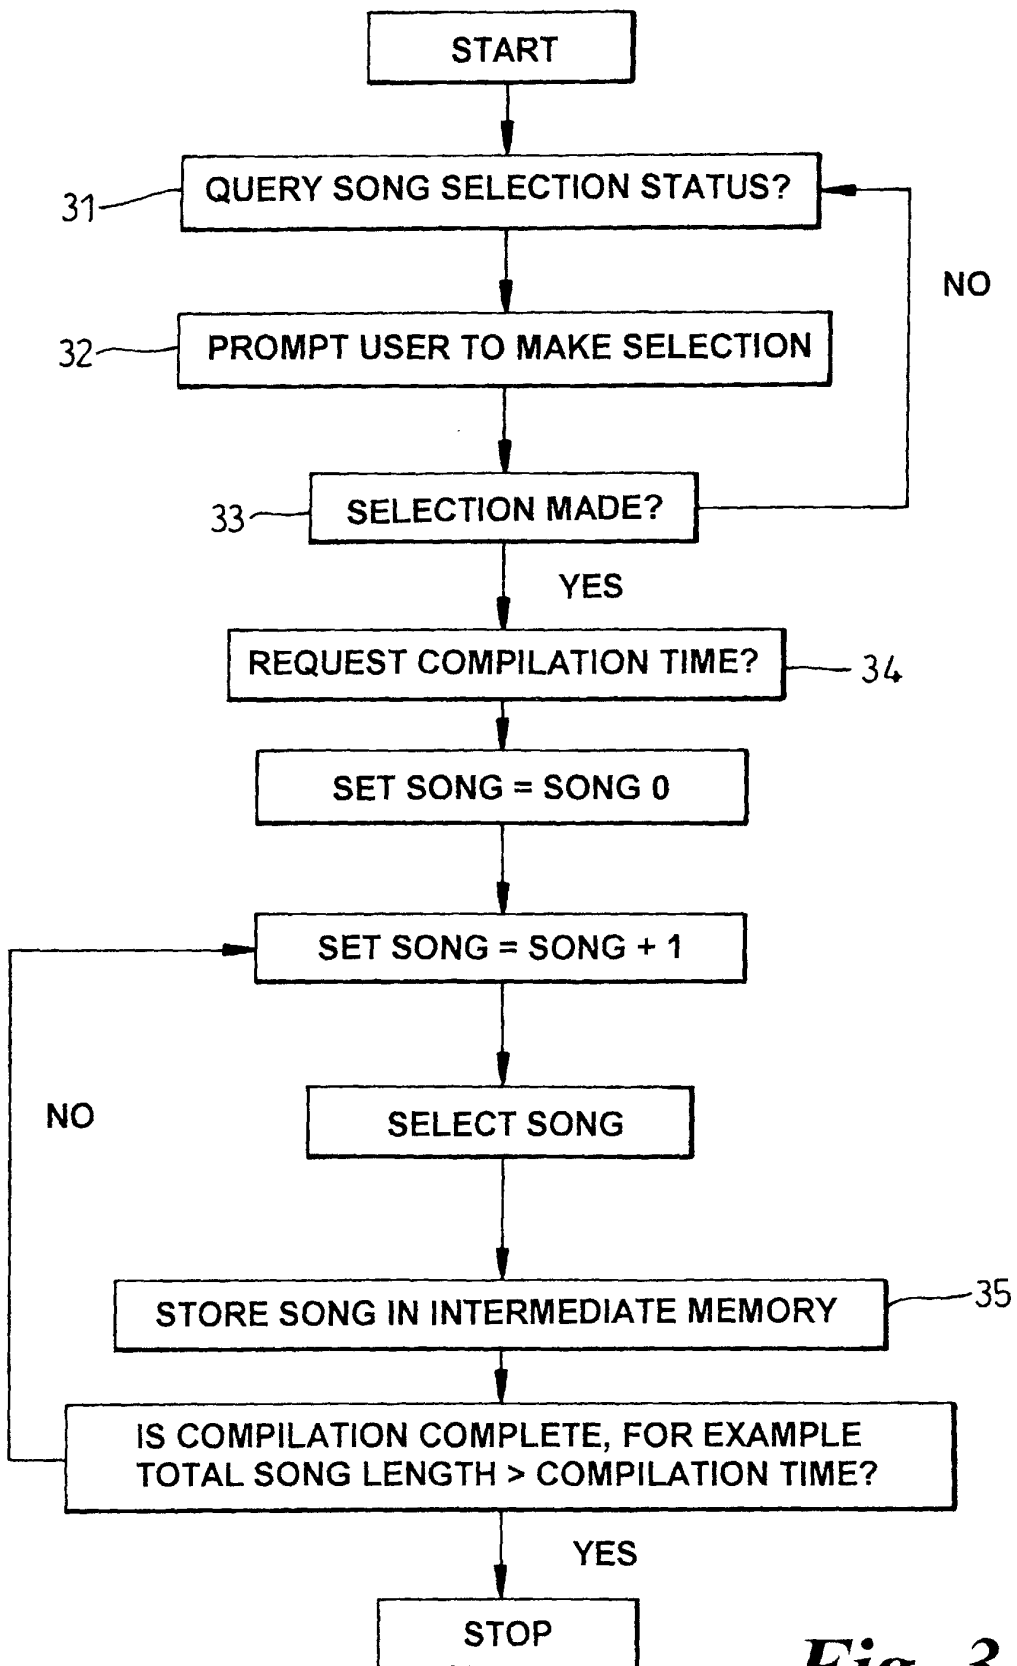 START
31
QUERY SONG SELECTION STATUS?
NO
32
PROMPT USER TO MAKE SELECTION
33
SELECTION MADE?
YES
REQUEST COMPILATION TIME?
34
SET SONG = SONG 0
SET SONG = SONG + 1
NO
SELECT SONG
STORE SONG IN INTERMEDIATE MEMORY
35
IS COMPILATION COMPLETE, FOR EXAMPLE
TOTAL SONG LENGTH > COMPILATION TIME?
YES
STOP
Fig. 3